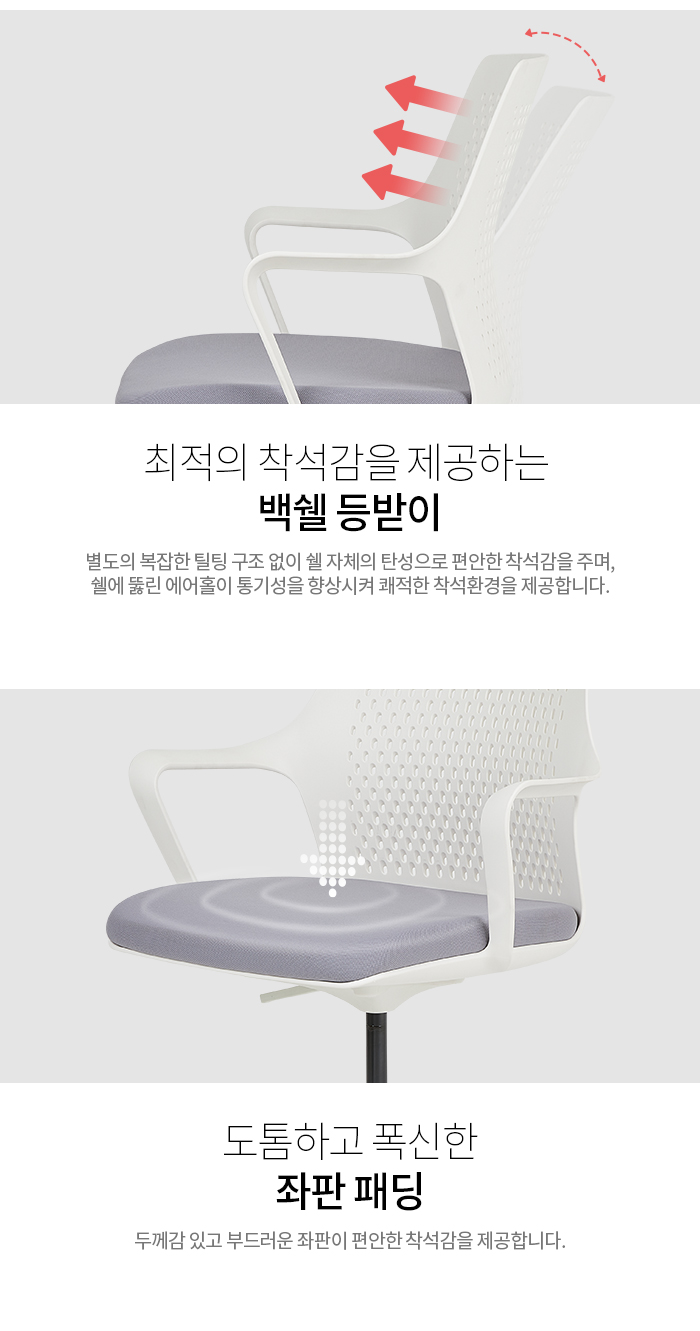 최적의 착석감을 제공하는
백쉘 등받이
별도의 복잡한 틸팅 구조 없이 쉘 자체의 탄성으로 편안한 착석감을 주며,
쉘에 뚫린 에어홀이 통기성을 향상시켜 쾌적한 착석환경을 제공합니다.
도톰하고 폭신한
좌판 패딩
두께감 있고 부드러운 좌판이 편안한 착석감을 제공합니다.